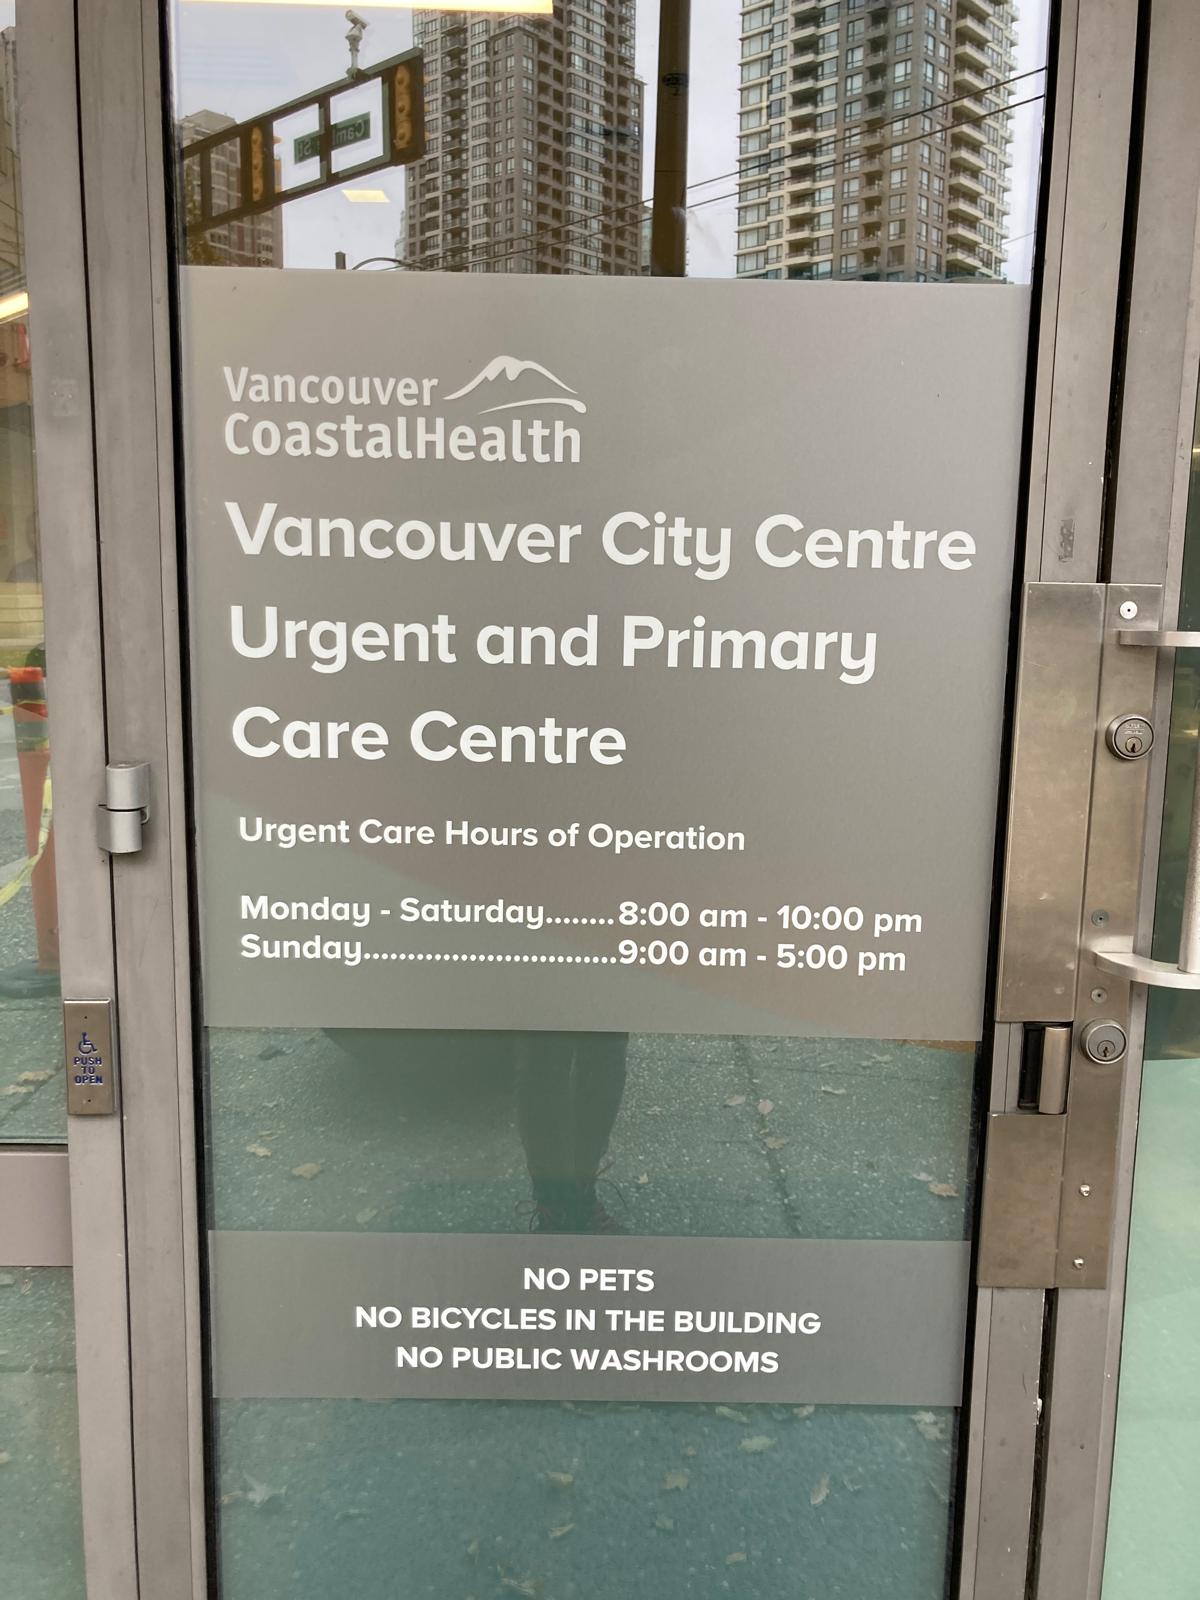 Vancouver
CoastalHealth
Vancouver City Centre
Urgent and Primary
Care Centre
Urgent Care Hours of Operation
Monday - Saturday........8:00 am - 10:00 pm
Sunday.............................9:00 am - 5:00 pm
PUSH
TO
OPEN
NO PETS
NO BICYCLES IN THE BUILDING
NO PUBLIC WASHROOMS